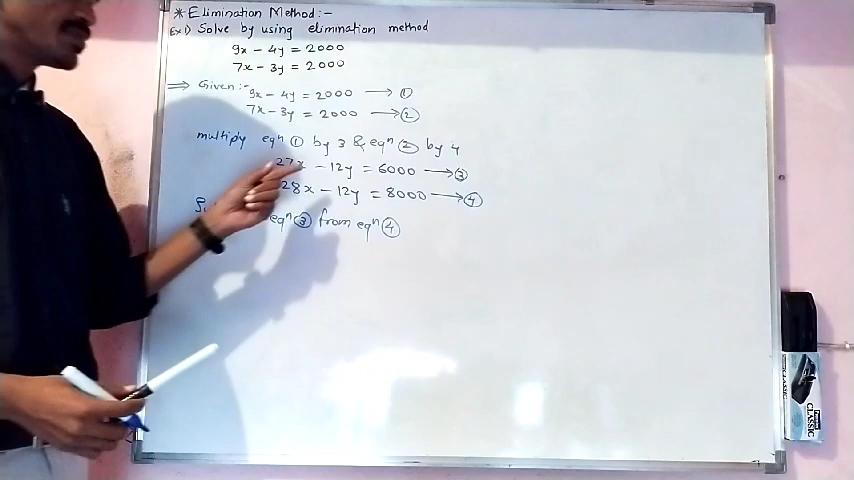 * Elimination Method:-
Ex 1) Solve by using elimination method
9x - 4y = 2000
7x - 3y = 2000
⇒ Given:- 9x - 4y = 2000 → ①
7x - 3y = 2000 → ②
multiply eqⁿ ① by 3 & eqⁿ ② by 4
27x - 12y = 6000 → ③
28x - 12y = 8000 → ④
eqⁿ ③ from eqⁿ ④
CLASSIC